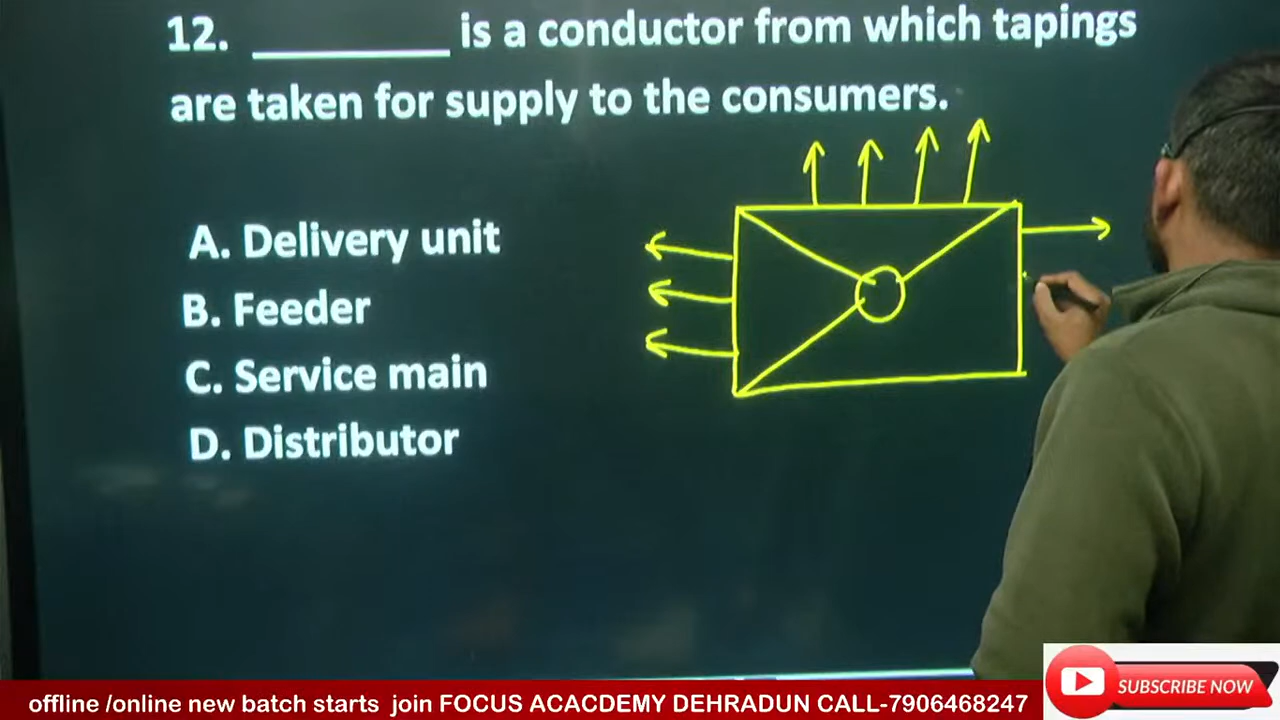 12. ________ is a conductor from which tapings
are taken for supply to the consumers.
A. Delivery unit
B. Feeder
C. Service main
D. Distributor
SUBSCRIBE NOW
offline /online new batch starts join FOCUS ACACDEMY DEHRADUN CALL-7906468247